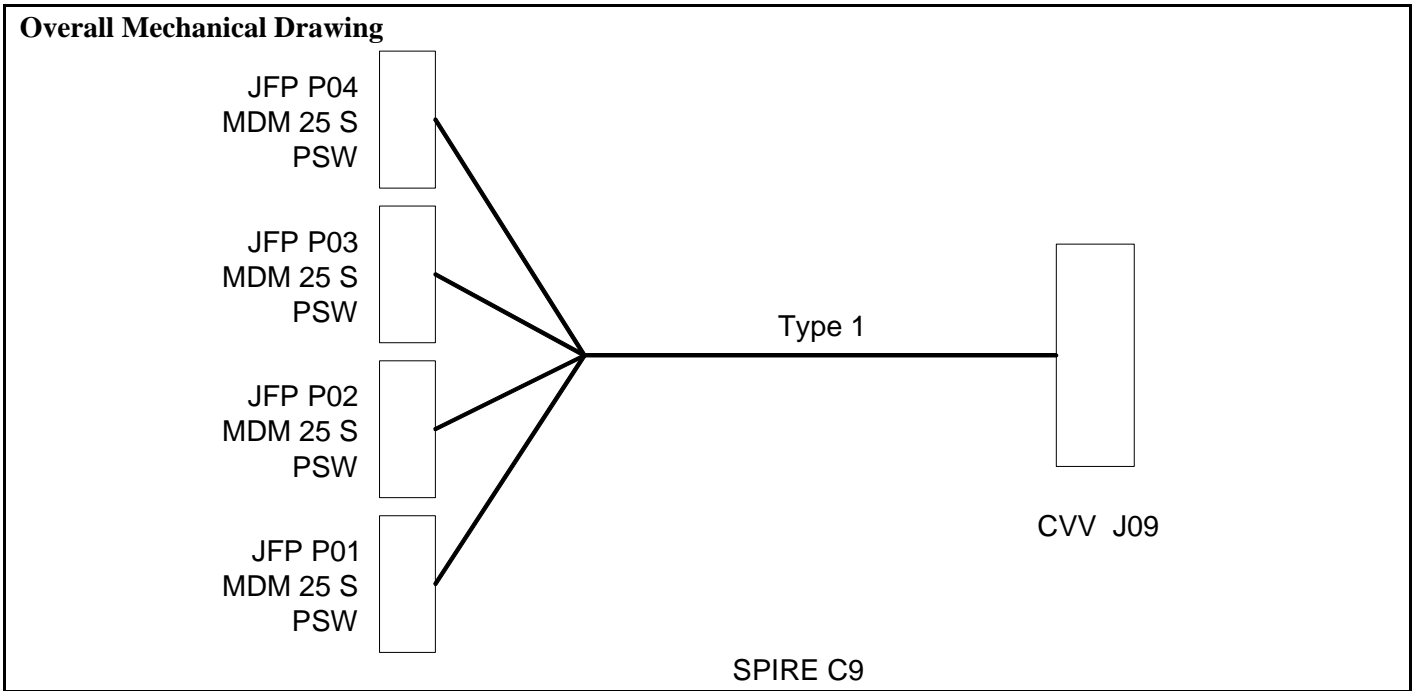 Overall Mechanical Drawing
JFP P04
MDM 25 S
PSW
JFP P03
MDM 25 S
PSW
Type 1
JFP P02
MDM 25 S
PSW
CVV J09
JFP P01
MDM 25 S
PSW
SPIRE C9